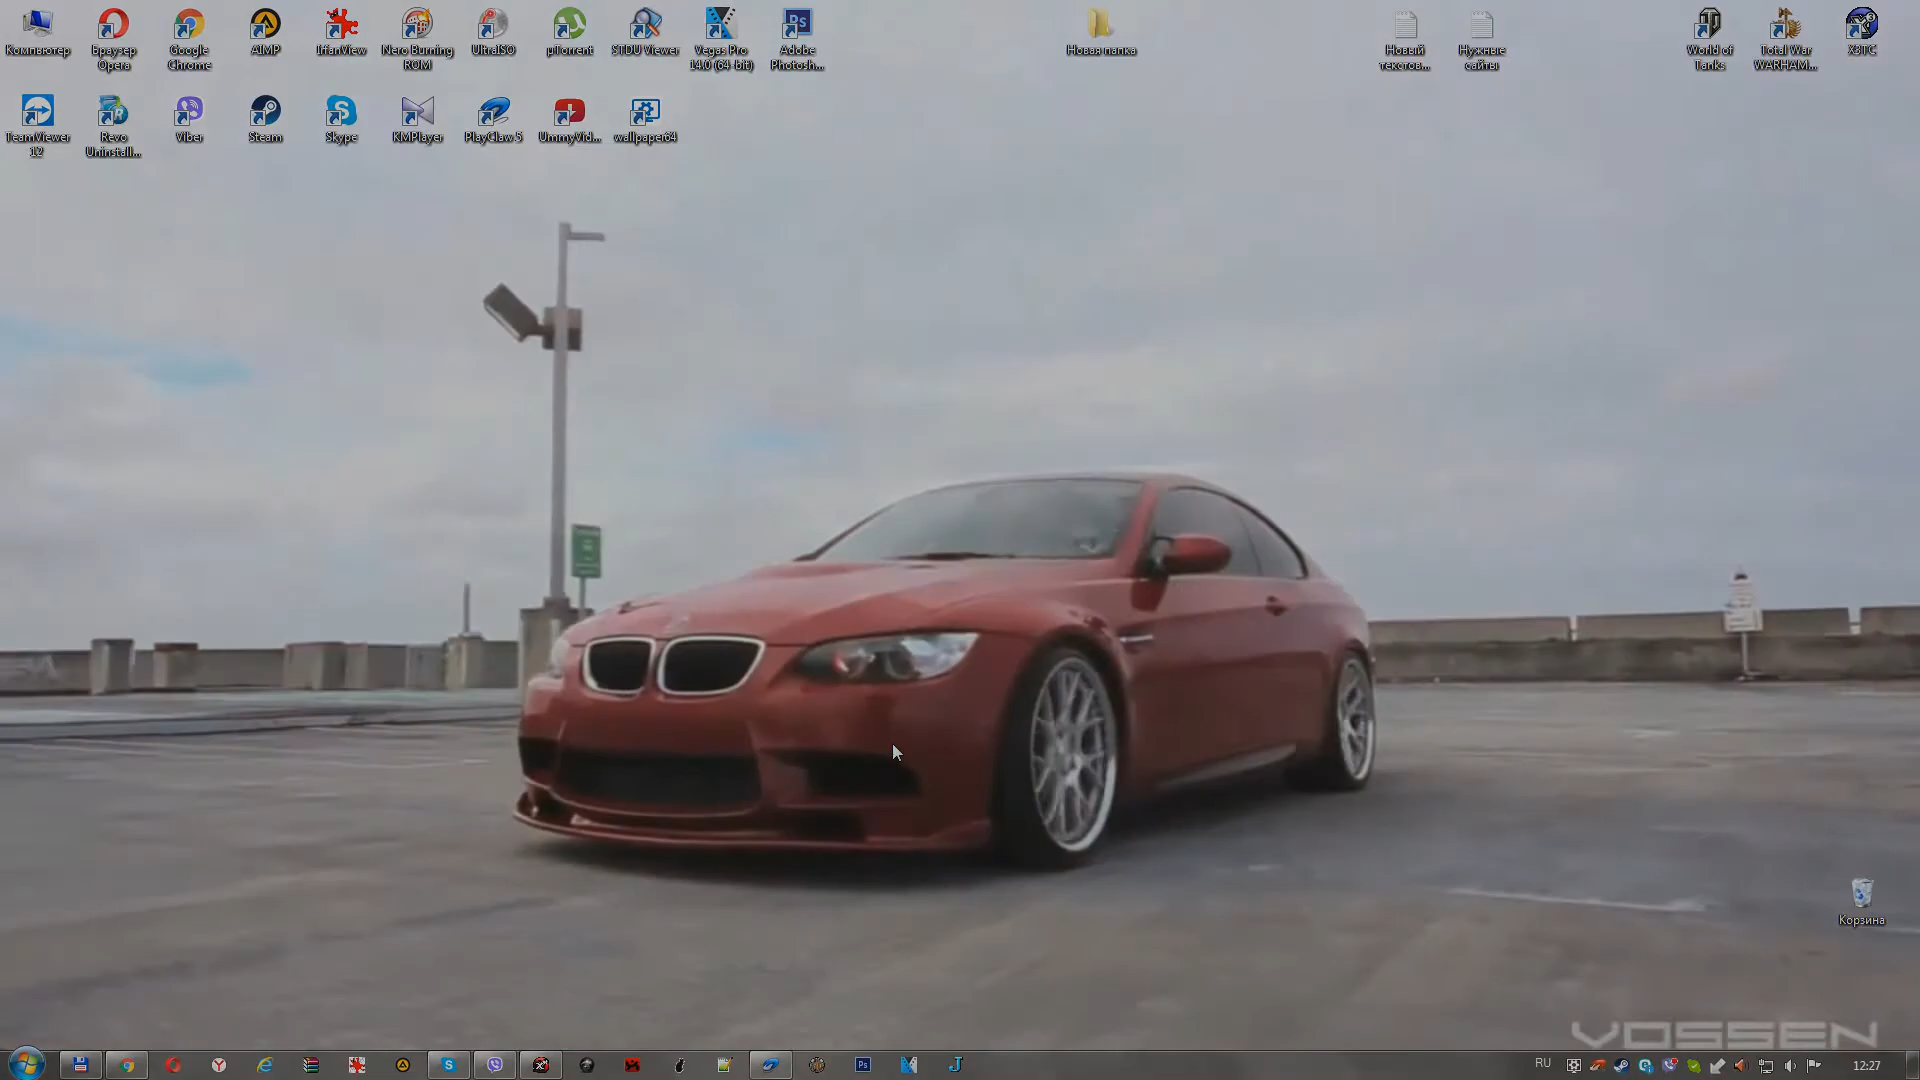 Компьютер
Браузер
Opera
Google
Chrome
AIMP
IrfanView
Nero Burning
ROM
UltraISO
µTorrent
STDU Viewer
Vegas Pro
14.0 (64-bit)
Adobe
Photosh...
Новая папка
Новый
текстов...
Нужные
сайты
World of
Tanks
Total War
WARHAM...
X3TC
TeamViewer
12
Revo
Uninstall...
Viber
Steam
Skype
KMPlayer
PlayClaw 5
UmmyVid...
wallpaper64
Корзина
VOSSEN
RU
12:27